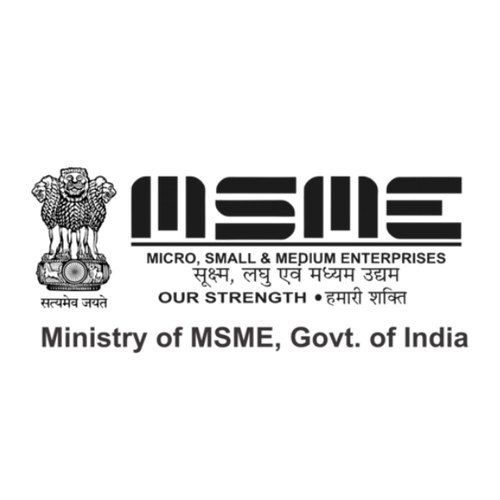 MSME
MICRO, SMALL & MEDIUM ENTERPRISES
सूक्ष्म, लघु एवं मध्यम उद्यम
OUR STRENGTH • हमारी शक्ति
सत्यमेव जयते
Ministry of MSME, Govt. of India